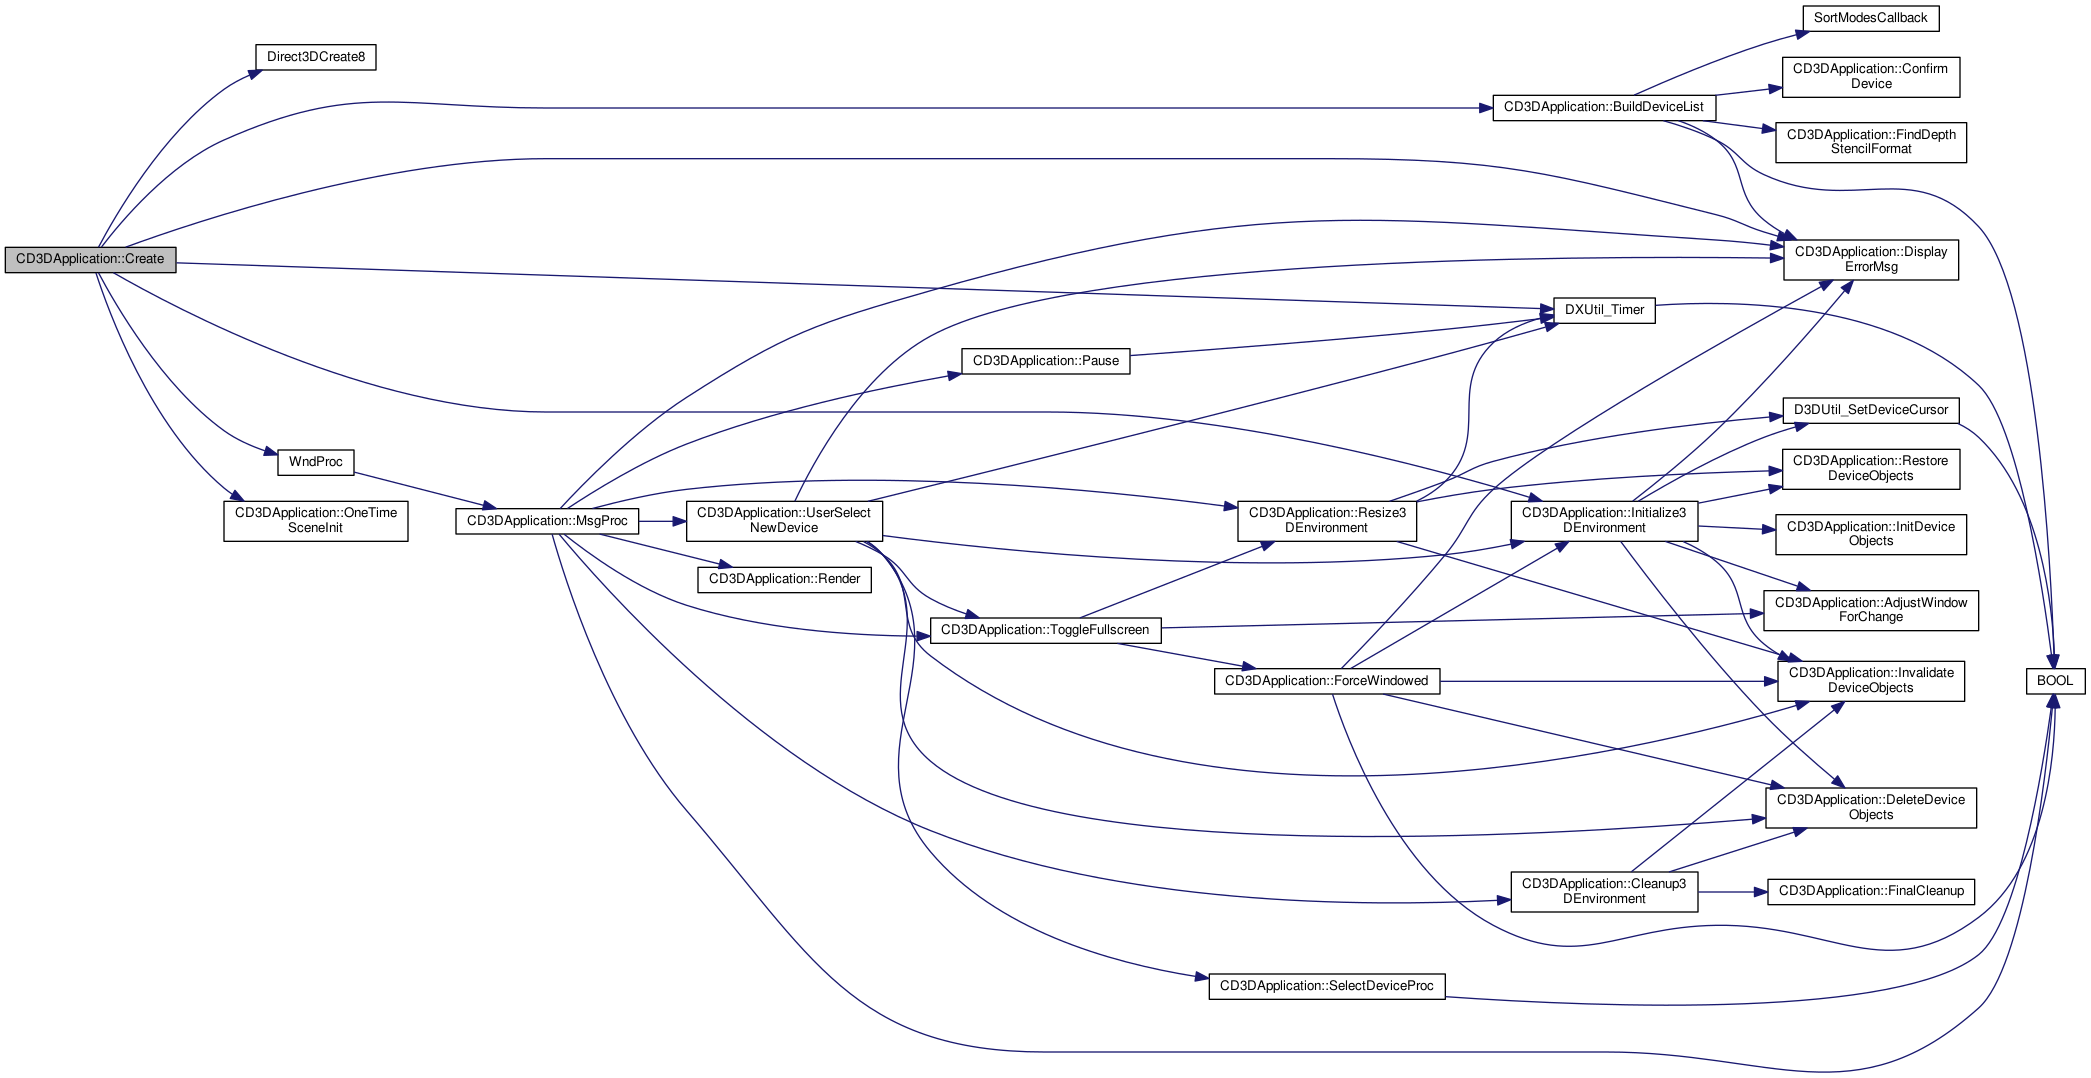 SortModesCallback
Direct3DCreate8
CD3DApplication::Confirm
Device
CD3DApplication::BuildDeviceList
CD3DApplication::FindDepth
StencilFormat
CD3DApplication::Create
CD3DApplication::Display
ErrorMsg
DXUtil_Timer
CD3DApplication::Pause
D3DUtil_SetDeviceCursor
WndProc
CD3DApplication::Restore
DeviceObjects
CD3DApplication::OneTime
SceneInit
CD3DApplication::MsgProc
CD3DApplication::UserSelect
NewDevice
CD3DApplication::Resize3
DEnvironment
CD3DApplication::Initialize3
DEnvironment
CD3DApplication::InitDevice
Objects
CD3DApplication::Render
CD3DApplication::AdjustWindow
ForChange
CD3DApplication::ToggleFullscreen
CD3DApplication::ForceWindowed
CD3DApplication::Invalidate
DeviceObjects
BOOL
CD3DApplication::DeleteDevice
Objects
CD3DApplication::Cleanup3
DEnvironment
CD3DApplication::FinalCleanup
CD3DApplication::SelectDeviceProc